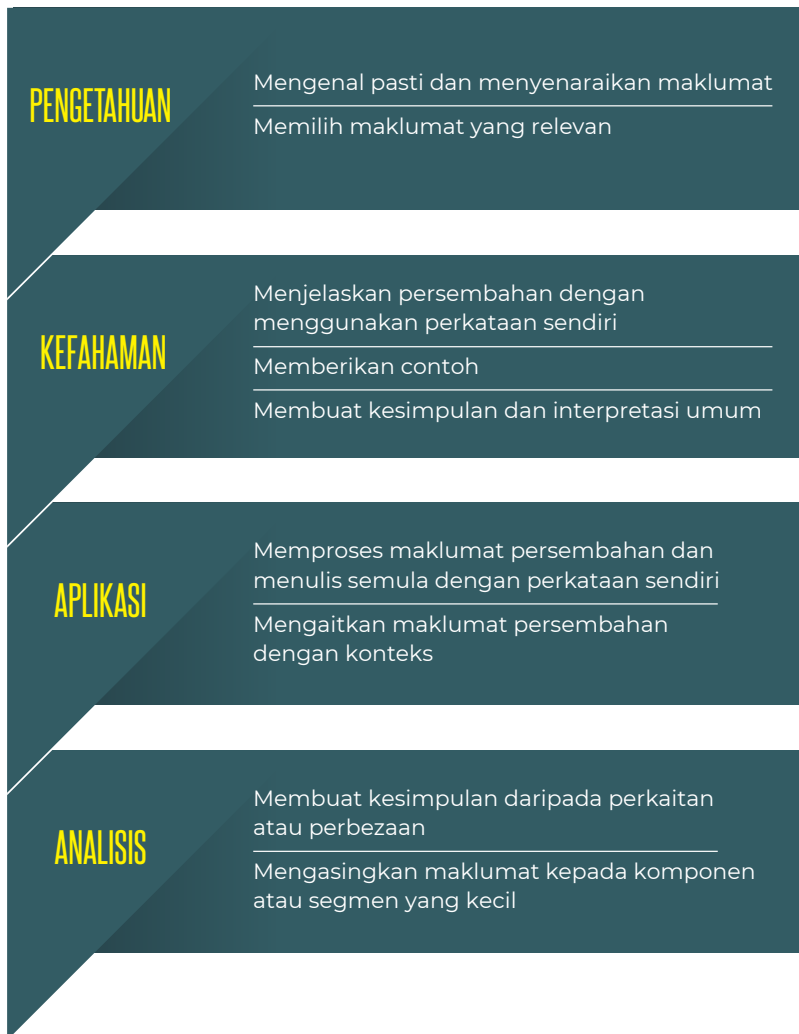 PENGETAHUAN
Mengenal pasti dan menyenaraikan maklumat
Memilih maklumat yang relevan
KEFAHAMAN
Menjelaskan persembahan dengan
menggunakan perkataan sendiri
Memberikan contoh
Membuat kesimpulan dan interpretasi umum
APLIKASI
Memproses maklumat persembahan dan
menulis semula dengan perkataan sendiri
Mengaitkan maklumat persembahan
dengan konteks
ANALISIS
Membuat kesimpulan daripada perkaitan
atau perbezaan
Mengasingkan maklumat kepada komponen
atau segmen yang kecil